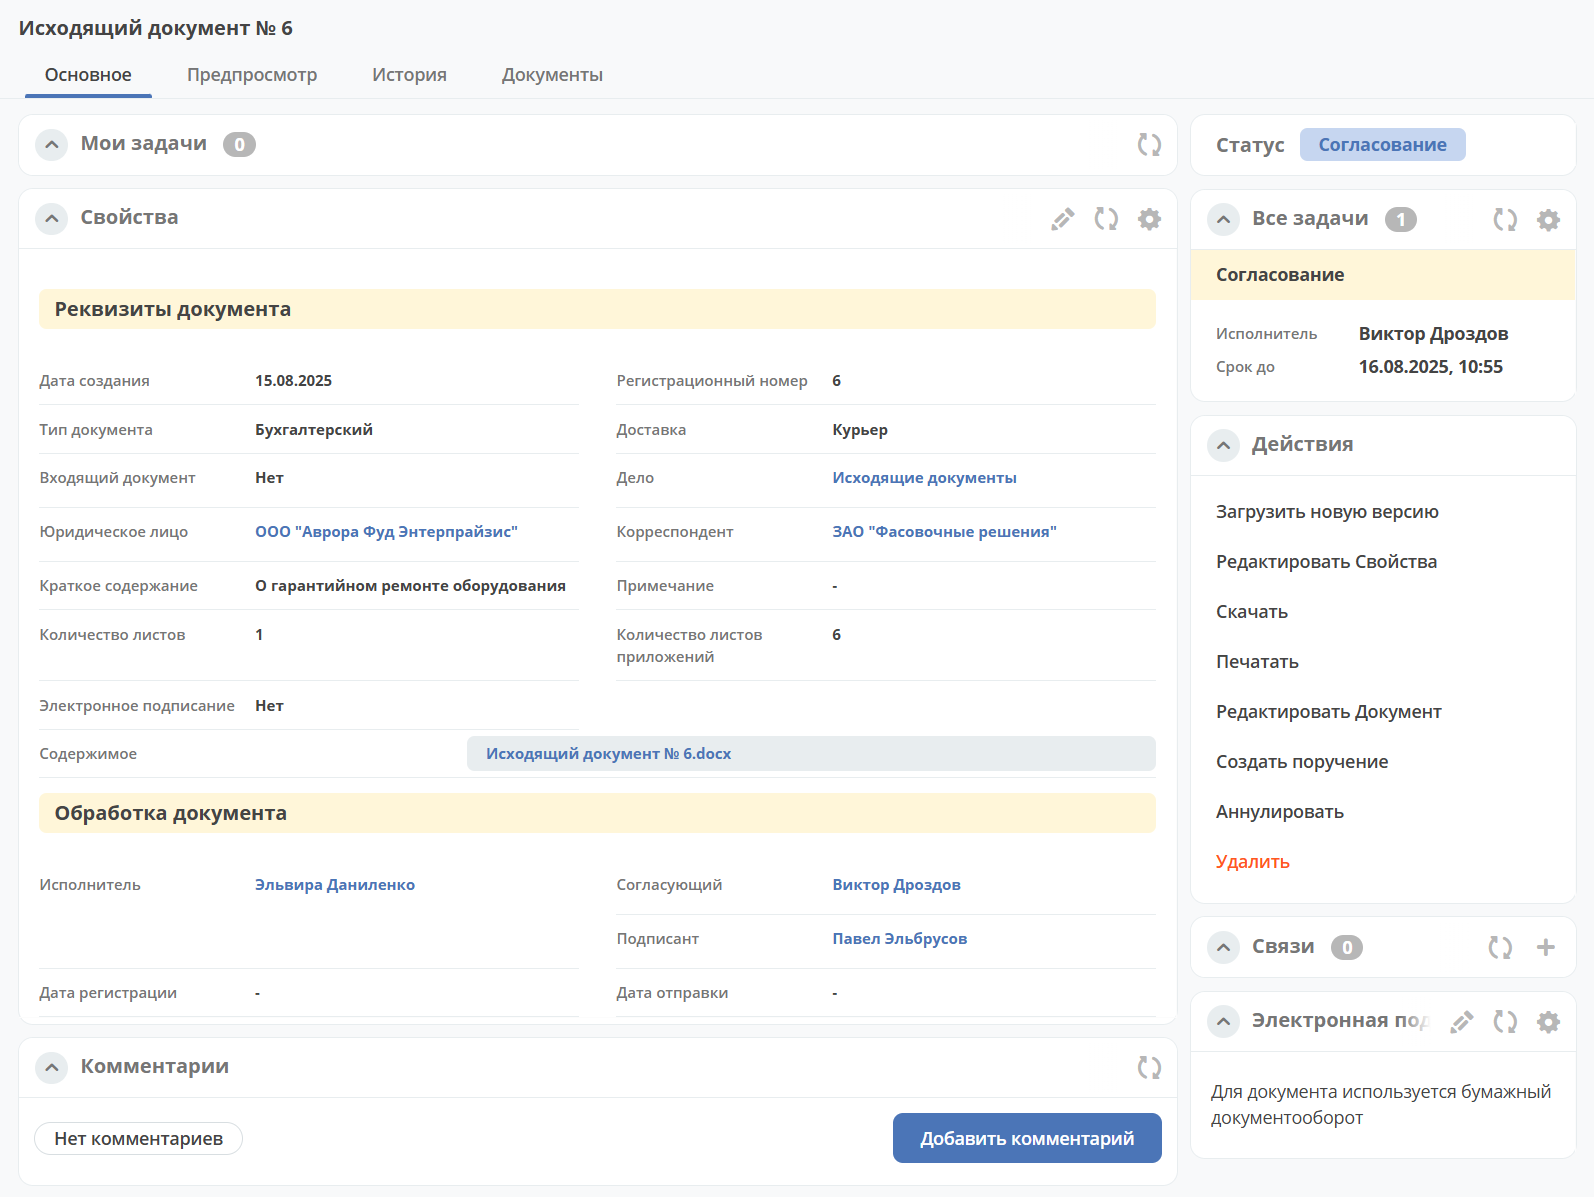 Исходящий документ № 6
Основное Предпросмотр История Документы
Мои задачи 0
Свойства
Реквизиты документа
Дата создания 15.08.2025 Регистрационный номер 6
Тип документа Бухгалтерский Доставка Курьер
Входящий документ Нет Дело Исходящие документы
Юридическое лицо ООО "Аврора Фуд Энтерпрайзис" Корреспондент ЗАО "Фасовочные решения"
Краткое содержание О гарантийном ремонте оборудования Примечание -
Количество листов 1 Количество листов 6
приложений
Электронное подписание Нет
Содержимое Исходящий документ № 6.docx
Обработка документа
Исполнитель Эльвира Даниленко Согласующий Виктор Дроздов
Подписант Павел Эльбрусов
Дата регистрации - Дата отправки -
Комментарии
Нет комментариев Добавить комментарий
Статус Согласование
Все задачи 1
Согласование
Исполнитель Виктор Дроздов
Срок до 16.08.2025, 10:55
Действия
Загрузить новую версию
Редактировать Свойства
Скачать
Печатать
Редактировать Документ
Создать поручение
Аннулировать
Удалить
Связи 0
Электронная под
Для документа используется бумажный
документооборот